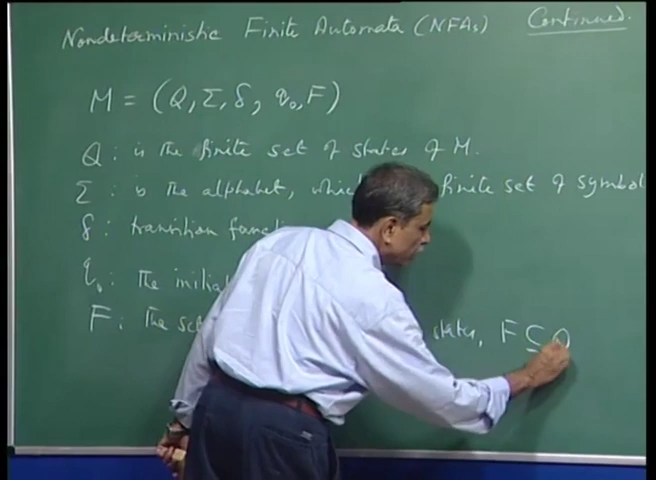 Nondeterministic Finite Automata (NFAs) Continued.
M = (Q, Σ, δ, q₀, F)
Q : is the finite set of states of M.
Σ : is the alphabet, which finite set of symbol
δ : transition
q₀ : The initial
F : The set states, F ⊆ Q